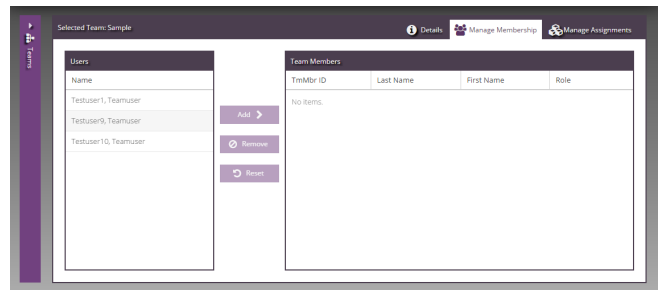 Selected Team: Sample
Details
Manage Membership
Manage Assignments
Teams
Users
Name
Testuser1, Teamuser
Testuser9, Teamuser
Testuser10, Teamuser
Add
Remove
Reset
Team Members
TmMbr ID Last Name First Name Role
No items.